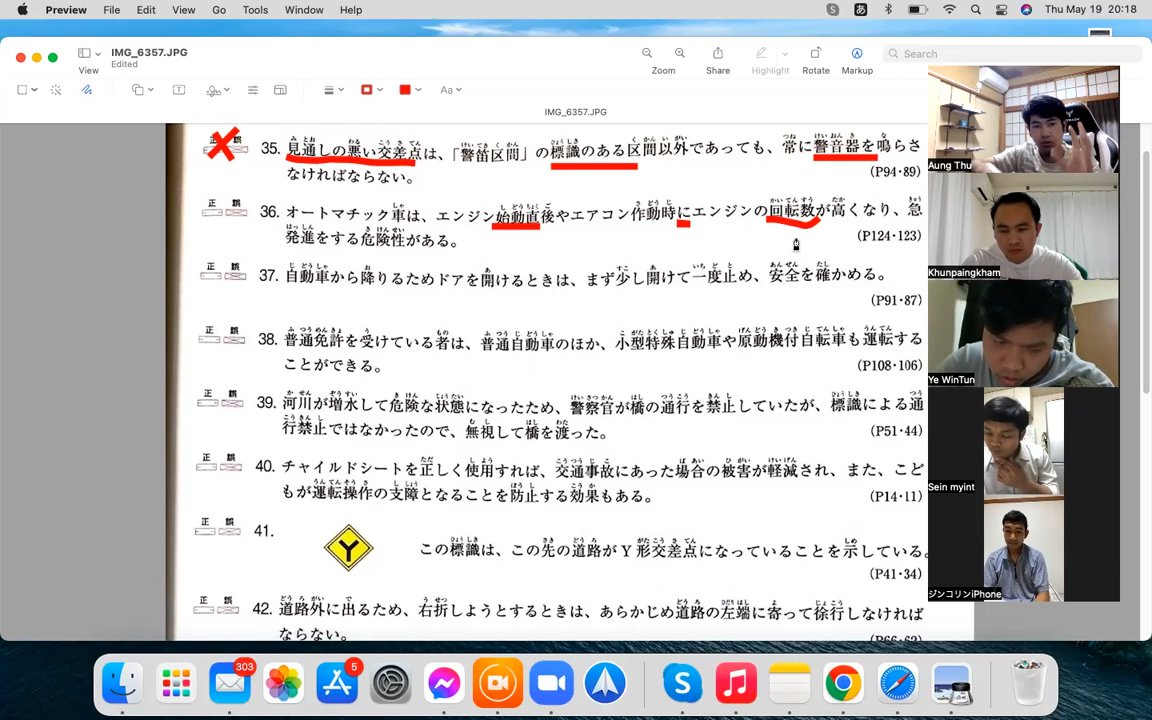 Preview File Edit View Go Tools Window Help
Thu May 19 20:18
IMG_6357.JPG
Edited
View
Zoom Share Highlight Rotate Markup
Search
IMG_6357.JPG
正 誤
35. 見通しの悪い交差点は、「警笛区間」の標識のある区間以外であっても、常に警音器を鳴らさ
なければならない。
(P94・89)
正 誤
36. オートマチック車は、エンジン始動直後やエアコン作動時にエンジンの回転数が高くなり、急
発進をする危険性がある。
(P124・123)
正 誤
37. 自動車から降りるためドアを開けるときは、まず少し開けて一度止め、安全を確かめる。
(P91・87)
正 誤
38. 普通免許を受けている者は、普通自動車のほか、小型特殊自動車や原動機付自転車も運転する
ことができる。
(P108・106)
正 誤
39. 河川が増水して危険な状態になったため、警察官が橋の通行を禁止していたが、標識による通
行禁止ではなかったので、無視して橋を渡った。
(P51・44)
正 誤
40. チャイルドシートを正しく使用すれば、交通事故にあった場合の被害が軽減され、また、こど
もが運転操作の支障となることを防止する効果もある。
(P14・11)
正 誤
41.
この標識は、この先の道路がY形交差点になっていることを示している。
(P41・34)
正 誤
42. 道路外に出るため、右折しようとするときは、あらかじめ道路の左端に寄って徐行しなければ
ならない。
(P66・62)
Aung Thu
Khunpaingkham
Ye WinTun
Sein myint
ジンコリンiPhone
303
5